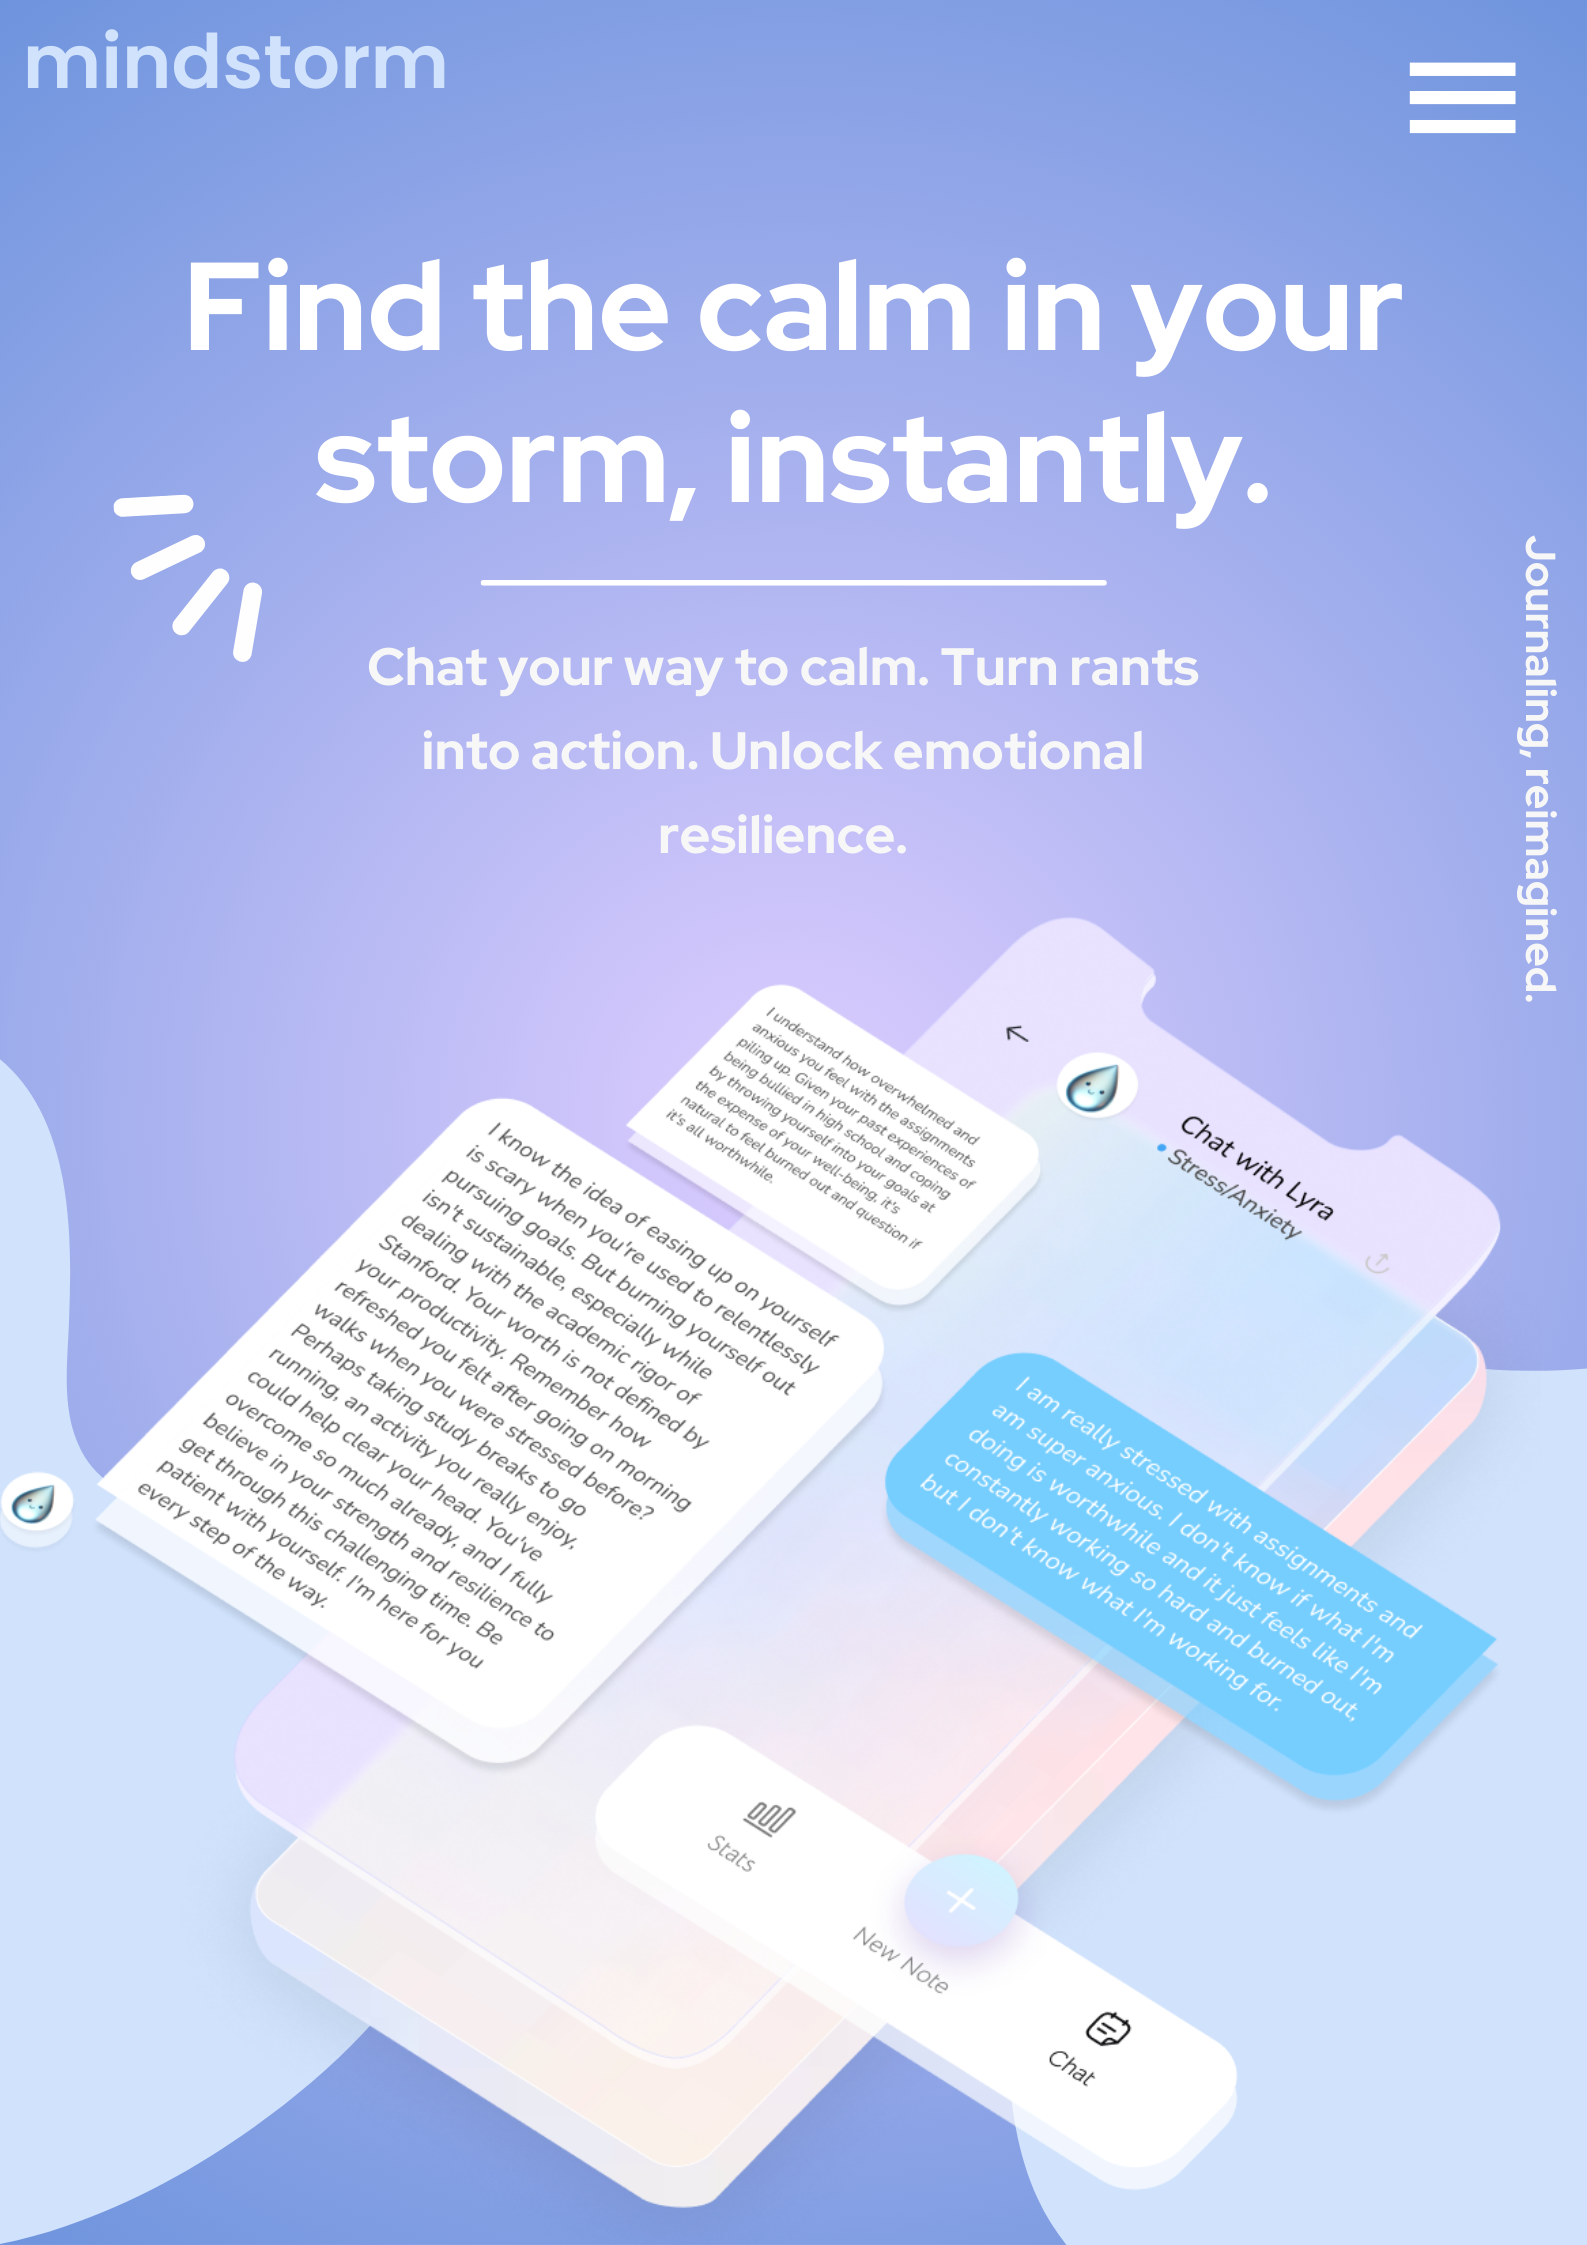 mindstorm
Find the calm in your
storm, instantly.
Chat your way to calm. Turn rants
into action. Unlock emotional
resilience.
Journaling, reimagined.
Chat with Lyra
Stress/Anxiety
I understand how overwhelmed and
anxious you feel with the assignments
piling up. Given your past experiences of
being bullied in high school and coping
by throwing yourself into your goals at
the expense of your well-being, it's
natural to feel burned out and question if
it's all worthwhile.
I am really stressed with assignments and
am super anxious. I don't know if what I'm
doing is worthwhile and it just feels like I'm
constantly working so hard and burned out,
but I don't know what I'm working for.
I know the idea of easing up on yourself
is scary when you're used to relentlessly
pursuing goals. But burning yourself out
isn't sustainable, especially while
dealing with the academic rigor of
Stanford. Your worth is not defined by
your productivity. Remember how
refreshed you felt after going on morning
walks when you were stressed before?
Perhaps taking study breaks to go
running, an activity you really enjoy,
could help clear your head. You've
overcome so much already, and I fully
believe in your strength and resilience to
get through this challenging time. Be
patient with yourself. I'm here for you
every step of the way.
Stats
New Note
Chat